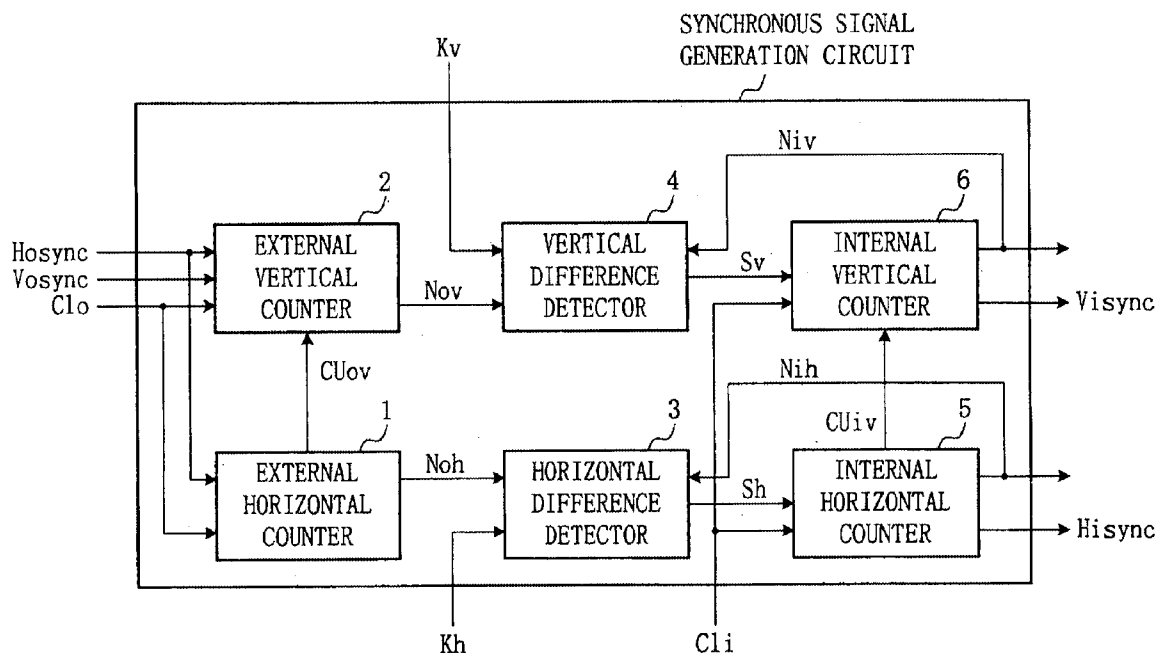 SYNCHRONOUS SIGNAL
GENERATION CIRCUIT
Kv
Niv
2
4
6
Hosync
Vosync
Clo
EXTERNAL
VERTICAL
COUNTER
Nov
VERTICAL
DIFFERENCE
DETECTOR
Sv
INTERNAL
VERTICAL
COUNTER
Visync
CUov
Nih
CUiv
1
3
5
EXTERNAL
HORIZONTAL
COUNTER
Noh
HORIZONTAL
DIFFERENCE
DETECTOR
Sh
INTERNAL
HORIZONTAL
COUNTER
Hisync
Kh
Cli